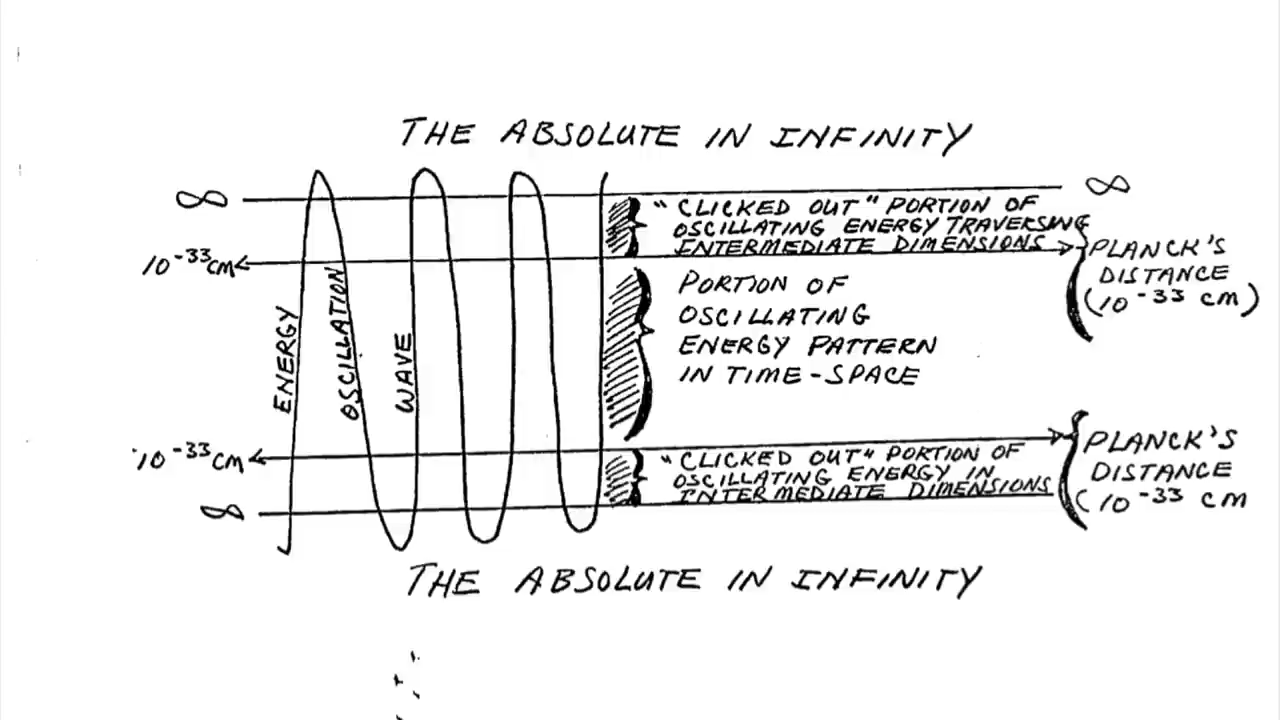 THE ABSOLUTE IN INFINITY
∞
∞
"CLICKED OUT" PORTION OF
OSCILLATING ENERGY TRAVERSING
INTERMEDIATE DIMENSIONS
10⁻³³cm
PLANCK'S
DISTANCE
(10⁻³³ cm)
PORTION OF
OSCILLATING
ENERGY PATTERN
IN TIME-SPACE
ENERGY
OSCILLATION
WAVE
10⁻³³cm
"CLICKED OUT" PORTION OF
OSCILLATING ENERGY IN
INTERMEDIATE DIMENSIONS
PLANCK'S
DISTANCE
(10⁻³³ cm
∞
THE ABSOLUTE IN INFINITY